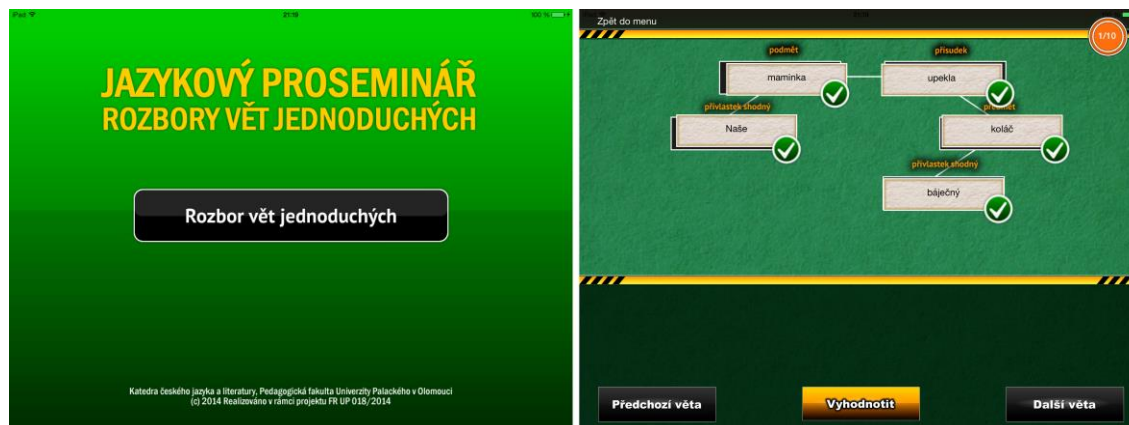 iPad 21:19 100 %
JAZYKOVÝ PROSEMINÁŘ
ROZBORY VĚT JEDNODUCHÝCH
Rozbor vět jednoduchých
Katedra českého jazyka a literatury, Pedagogická fakulta Univerzity Palackého v Olomouci
(c) 2014 Realizováno v rámci projektu FR UP 018/2014
Zpět do menu
1/10
podmět přísudek
maminka upekla
přívlastek shodný předmět
Naše koláč
přívlastek shodný
báječný
Předchozí věta Vyhodnotit Další věta